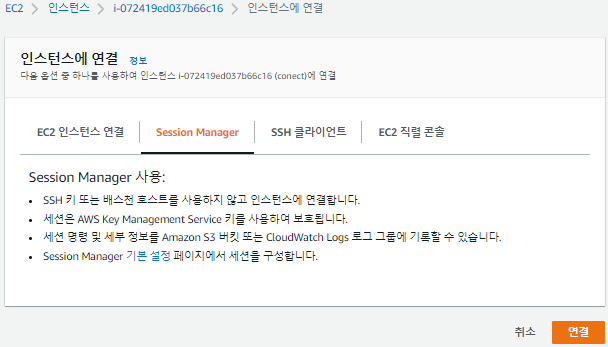 EC2 > 인스턴스 > i-072419ed037b66c16 > 인스턴스에 연결
인스턴스에 연결 정보
다음 옵션 중 하나를 사용하여 인스턴스 i-072419ed037b66c16 (conect)에 연결
EC2 인스턴스 연결 Session Manager SSH 클라이언트 EC2 직렬 콘솔
Session Manager 사용:
• SSH 키 또는 배스천 호스트를 사용하지 않고 인스턴스에 연결합니다.
• 세션은 AWS Key Management Service 키를 사용하여 보호됩니다.
• 세션 명령 및 세부 정보를 Amazon S3 버킷 또는 CloudWatch Logs 로그 그룹에 기록할 수 있습니다.
• Session Manager 기본 설정 페이지에서 세션을 구성합니다.
취소 연결